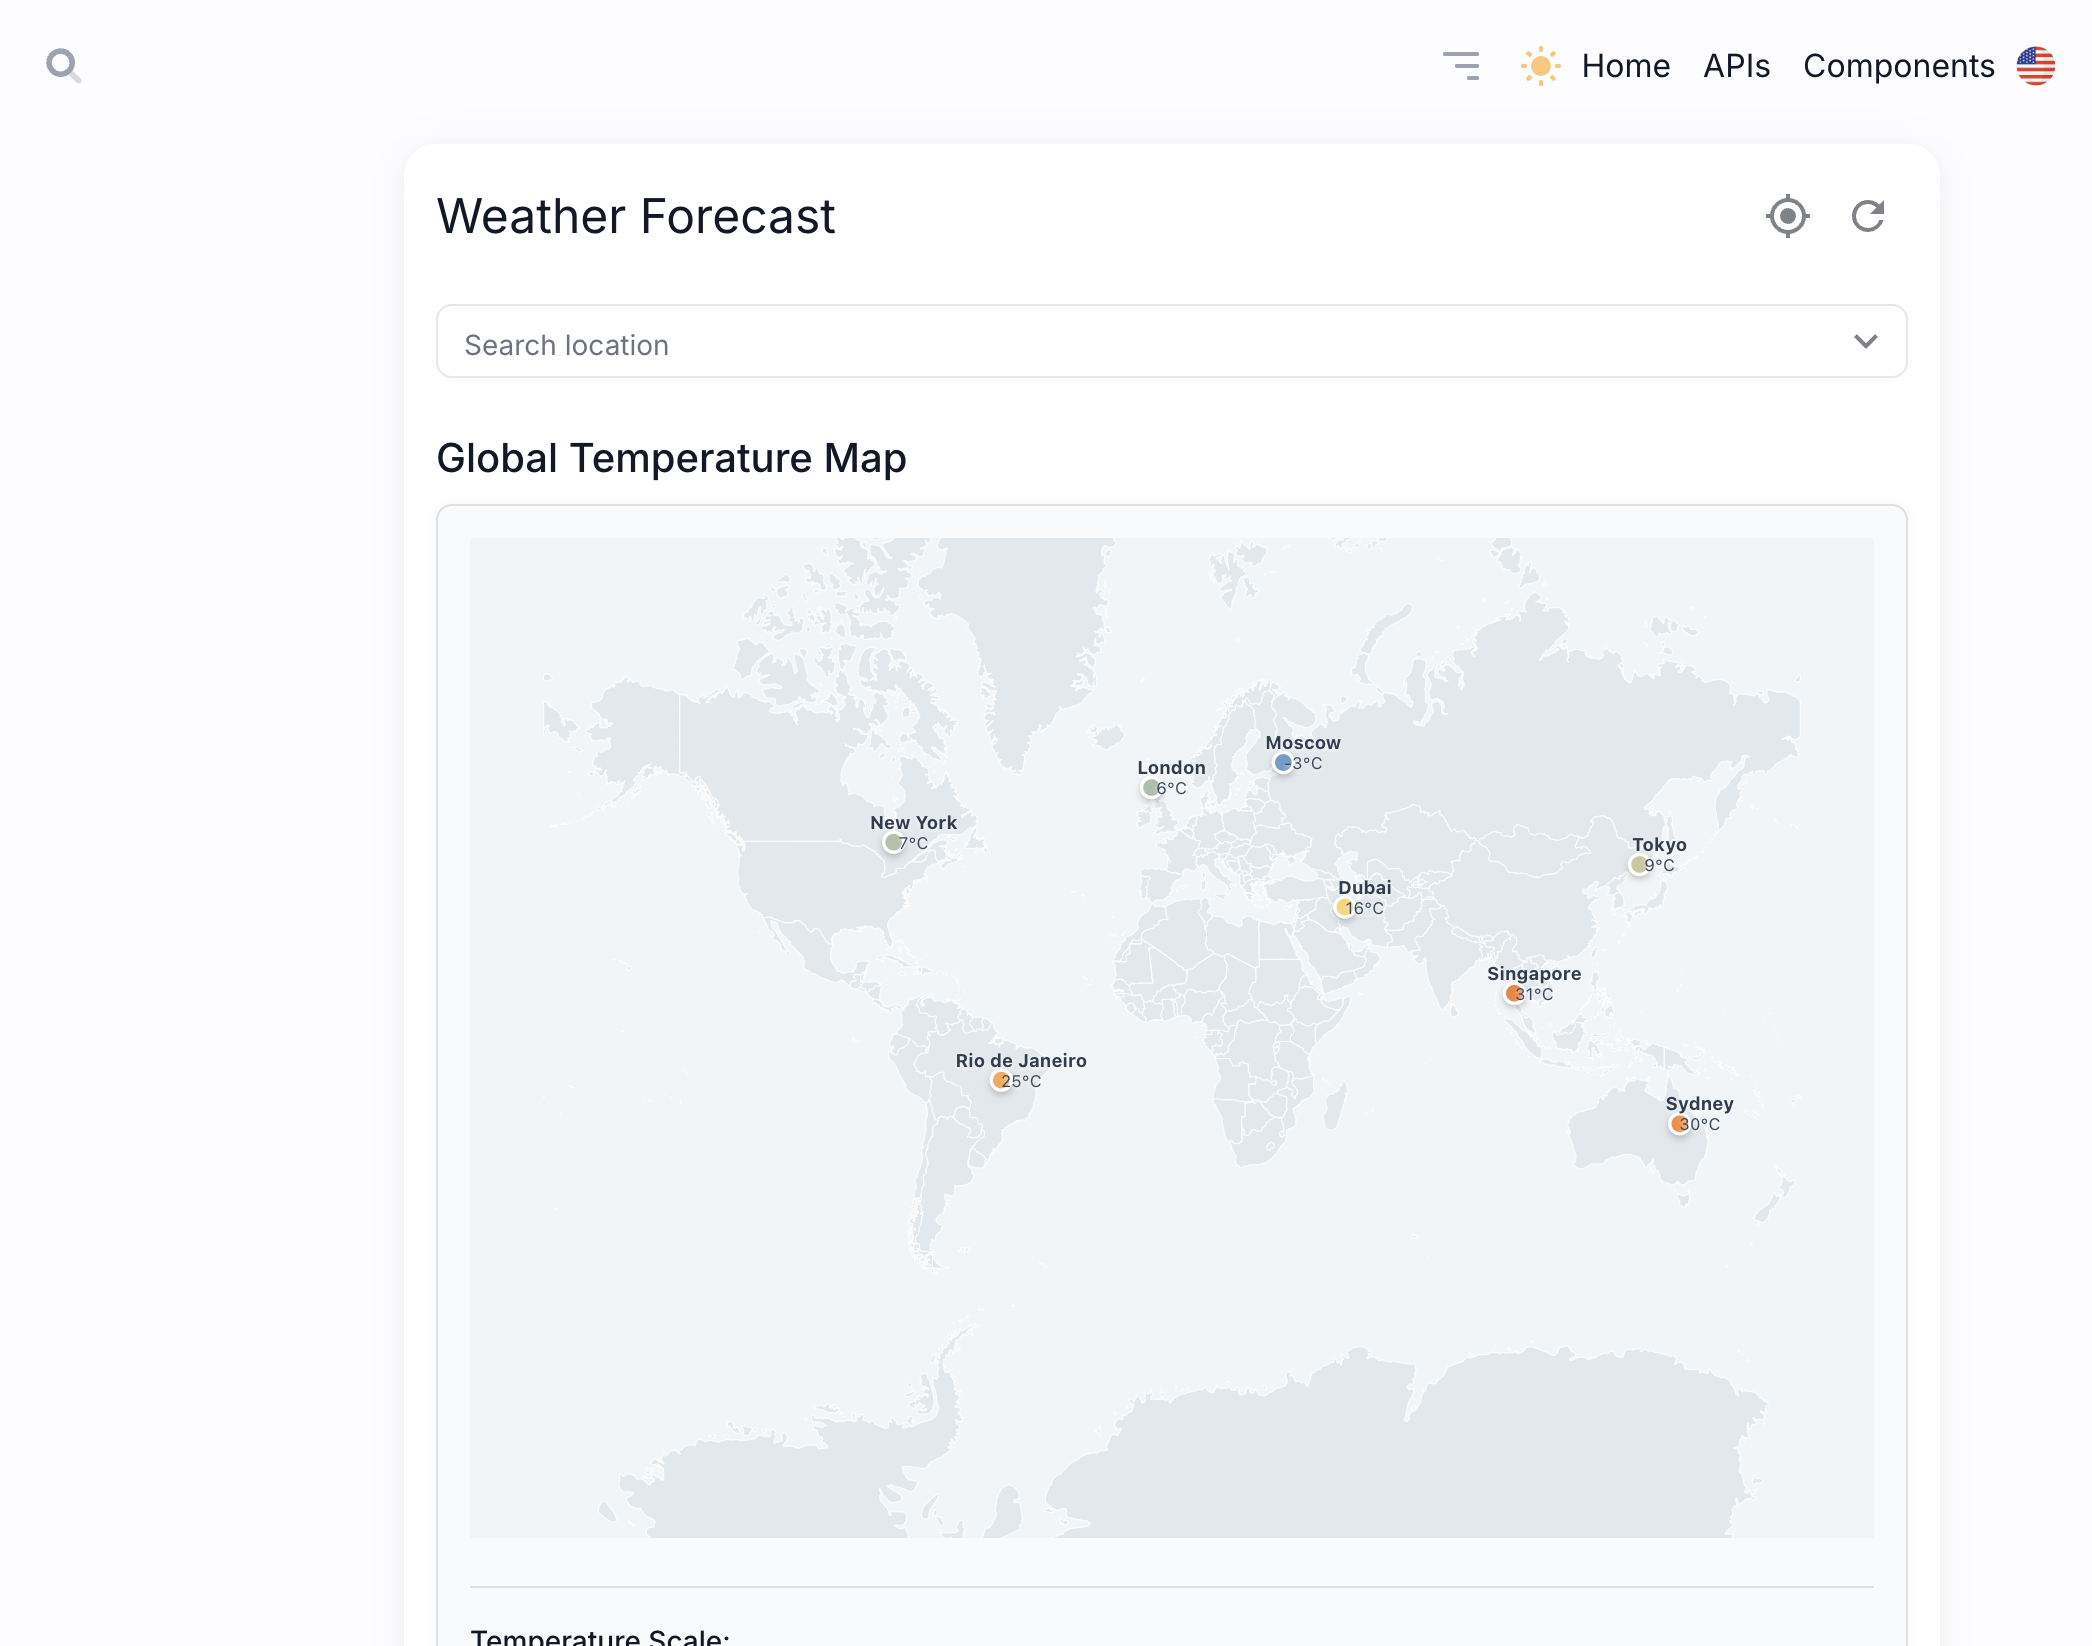 Home APIs Components
Weather Forecast
Search location
Global Temperature Map
Moscow
-3°C
London
6°C
New York
7°C
Tokyo
9°C
Dubai
16°C
Singapore
31°C
Rio de Janeiro
25°C
Sydney
30°C
Temperature Scale: